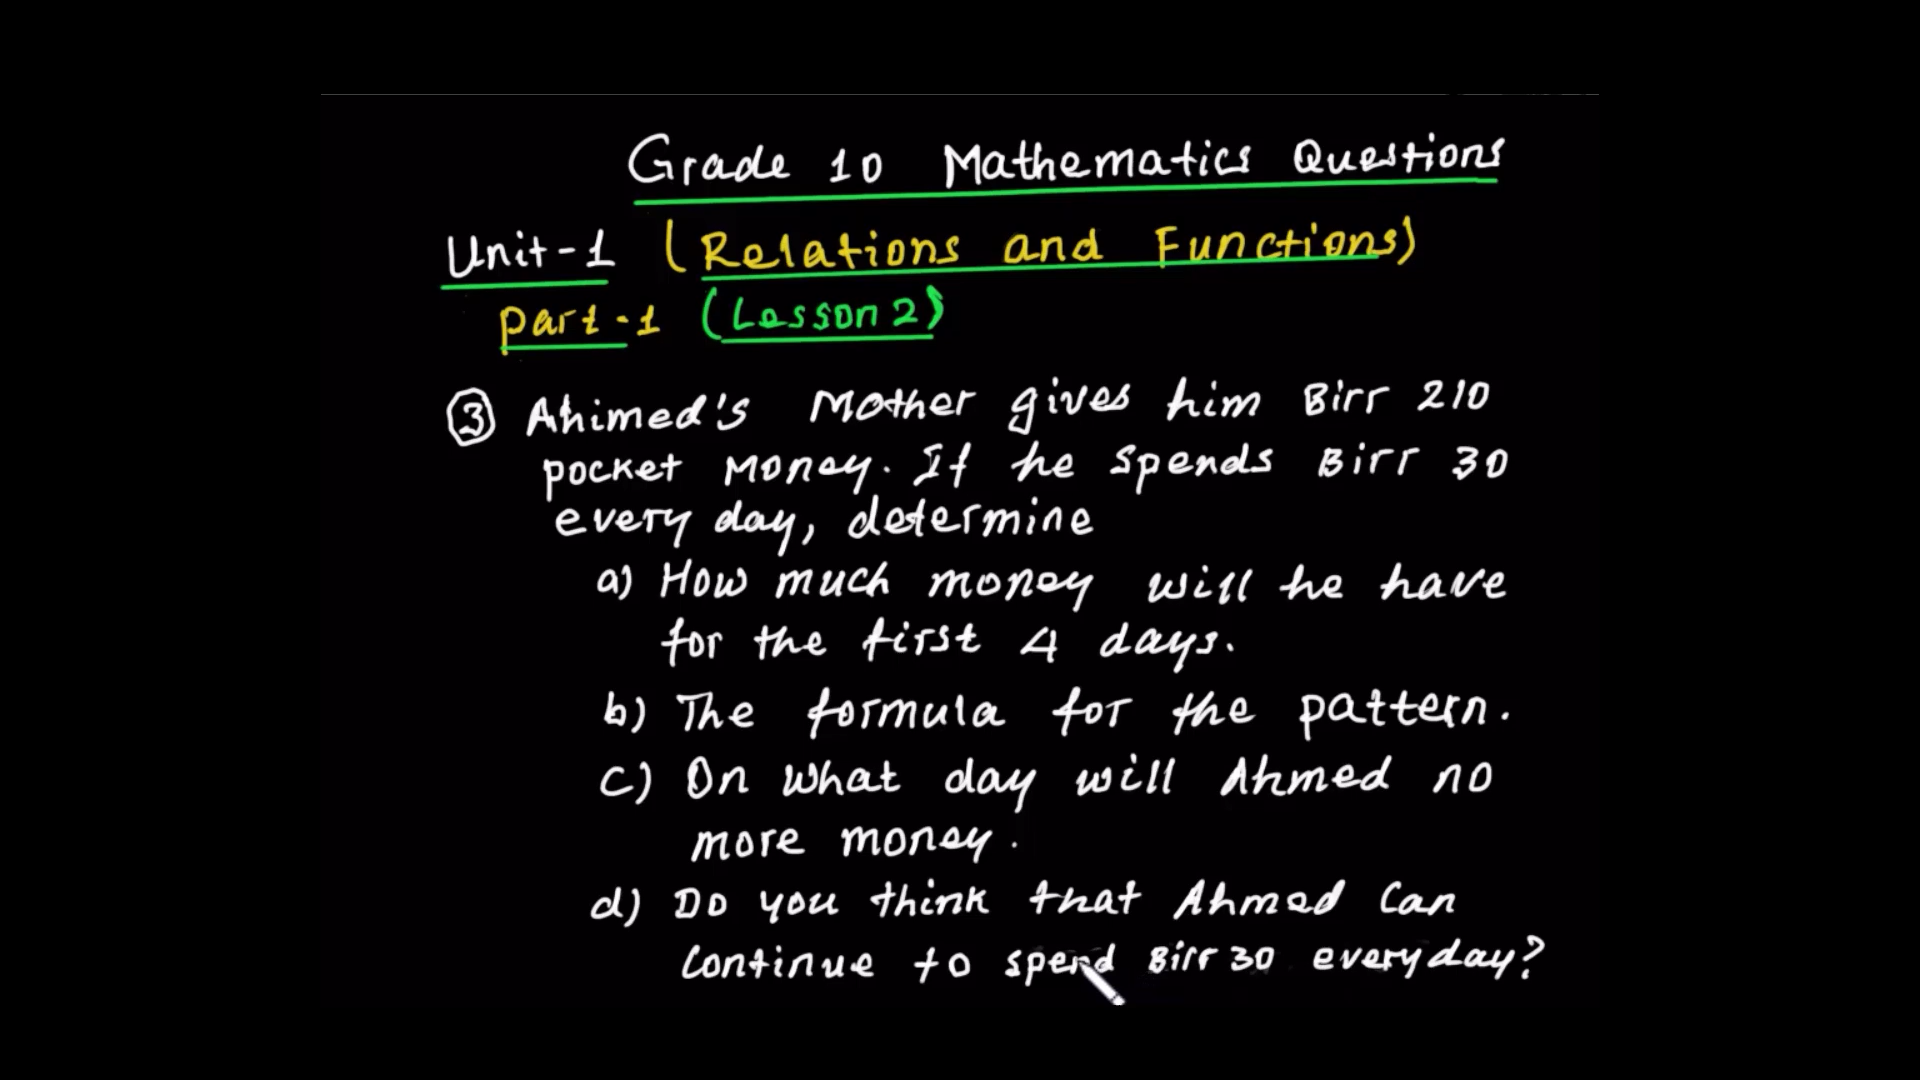 Grade 10 Mathematics Questions
Unit-1 (Relations and Functions)
part-1 (Lesson 2)
③ Ahimed's Mother gives him Birr 210
pocket money. If he spends Birr 30
every day, determine
a) How much money will he have
for the first 4 days.
b) The formula for the pattern.
c) On what day will Ahmed no
more money.
d) Do you think that Ahmed Can
Continue to spend Birr 30 everyday?